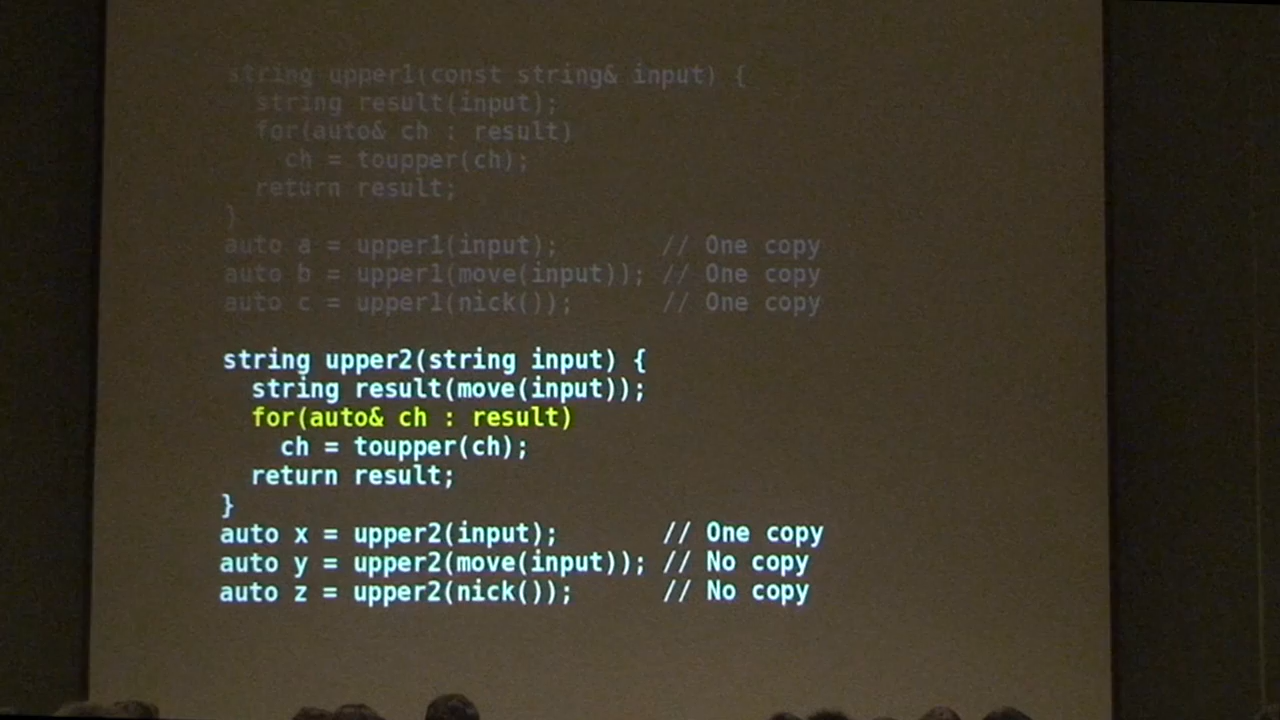 string upper1(const string& input) {
  string result(input);
  for(auto& ch : result)
    ch = toupper(ch);
  return result;
}
auto a = upper1(input);       // One copy
auto b = upper1(move(input)); // One copy
auto c = upper1(nick());      // One copy
string upper2(string input) {
  string result(move(input));
  for(auto& ch : result)
    ch = toupper(ch);
  return result;
}
auto x = upper2(input);       // One copy
auto y = upper2(move(input)); // No copy
auto z = upper2(nick());      // No copy